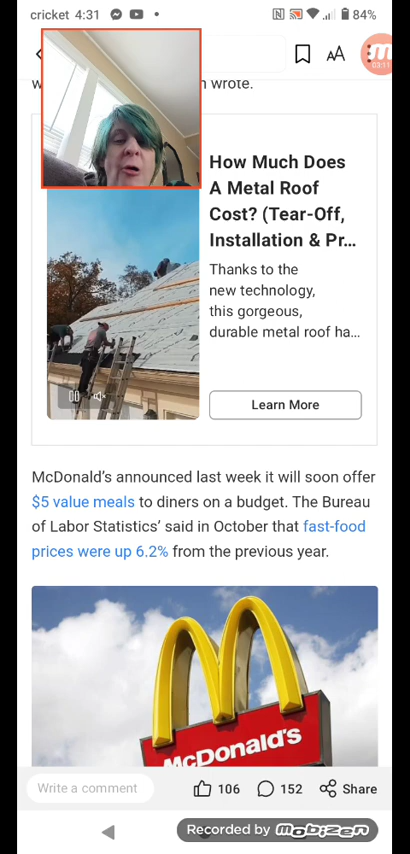 cricket 4:31
84%
AA
03:11
n wrote.
How Much Does
A Metal Roof
Cost? (Tear-Off,
Installation & Pr...
Thanks to the
new technology,
this gorgeous,
durable metal roof ha...
Learn More
McDonald’s announced last week it will soon offer
$5 value meals to diners on a budget. The Bureau
of Labor Statistics’ said in October that fast-food
prices were up 6.2% from the previous year.
McDonald's
Write a comment
106
152
Share
Recorded by mobizen